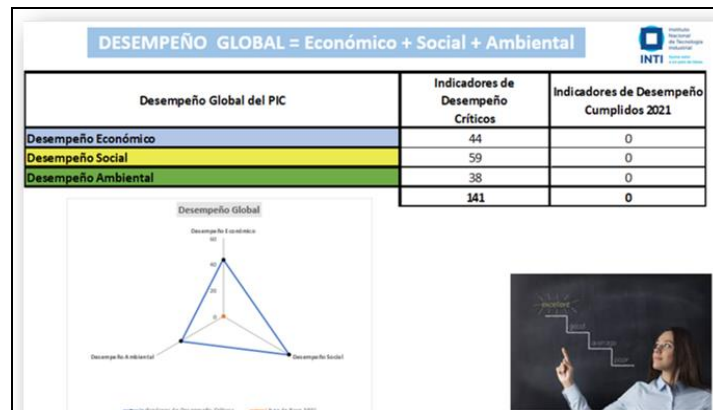 DESEMPEÑO GLOBAL = Económico + Social + Ambiental
Instituto
Nacional
de Tecnología
Industrial
INTI
Desempeño Global del PIC
Indicadores de
Desempeño
Críticos
Indicadores de Desempeño
Cumplidos 2021
Desempeño Económico 44 0
Desempeño Social 59 0
Desempeño Ambiental 38 0
141 0
Desempeño Global
Desempeño Económico
60
40
20
0
Desempeño Ambiental
Desempeño Social
excellent
good
average
poor